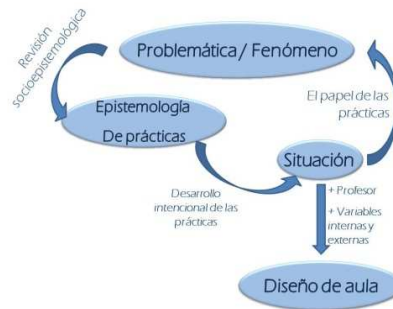 Revisión
socioepistemológica
Problemática / Fenómeno
El papel de las
prácticas
Epistemología
De prácticas
Situación
Desarrollo
intencional de las
prácticas
+ Profesor
+ Variables
internas y
externas
Diseño de aula